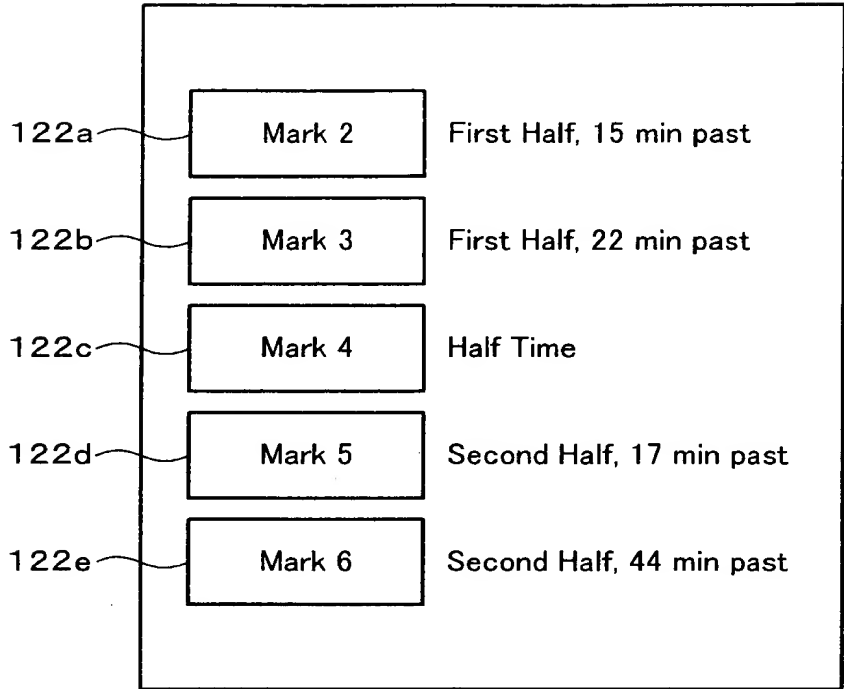 122a Mark 2 First Half, 15 min past
122b Mark 3 First Half, 22 min past
122c Mark 4 Half Time
122d Mark 5 Second Half, 17 min past
122e Mark 6 Second Half, 44 min past